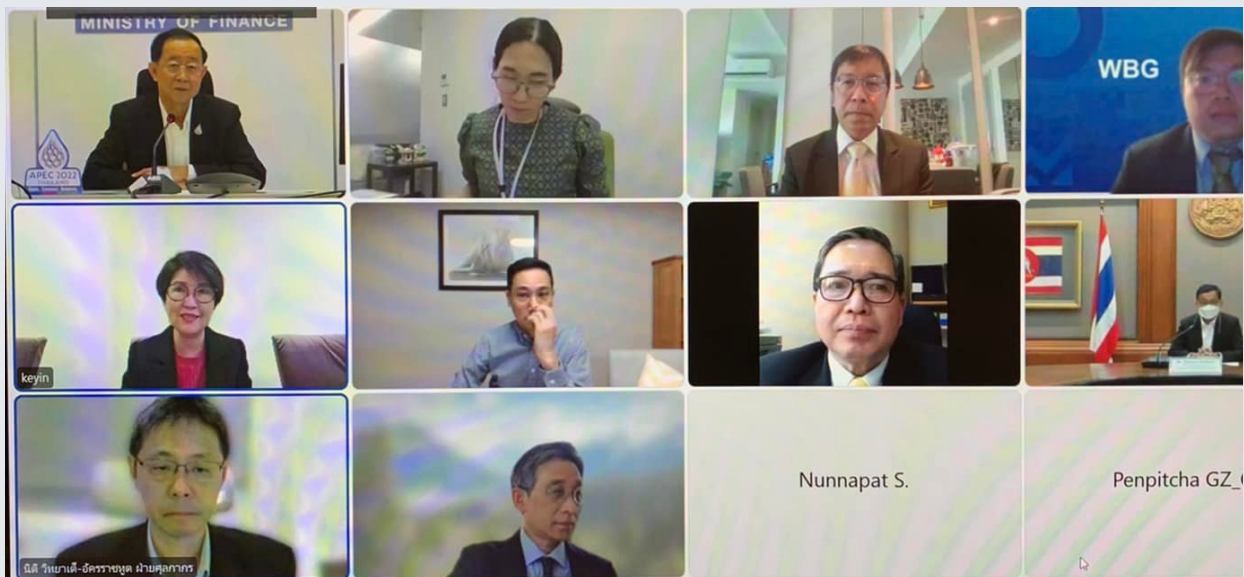 MINISTRY OF FINANCE
APEC 2022
THAILAND
WBG
keyin
นิติ วิทยาเต็-อัครราชทูต ฝ่ายศุลกากร
Nunnapat S.
Penpitcha GZ_